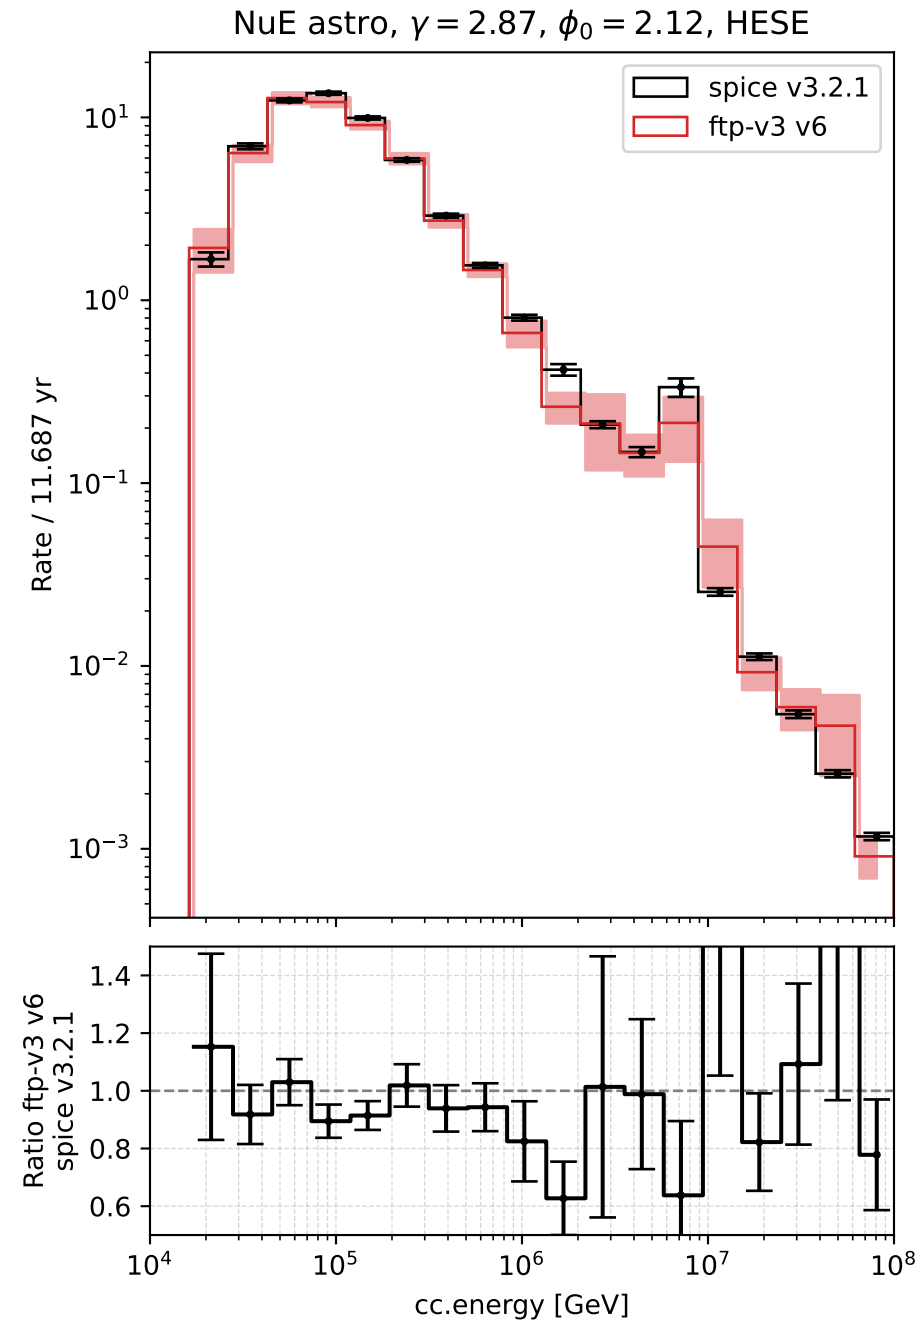 NuE astro, γ = 2.87, ϕ₀ = 2.12, HESE
spice v3.2.1
ftp-v3 v6
10¹
10⁰
10⁻¹
10⁻²
10⁻³
Rate / 11.687 yr
1.4
1.2
1.0
0.8
0.6
Ratio ftp-v3 v6
spice v3.2.1
10⁴ 10⁵ 10⁶ 10⁷ 10⁸
cc.energy [GeV]